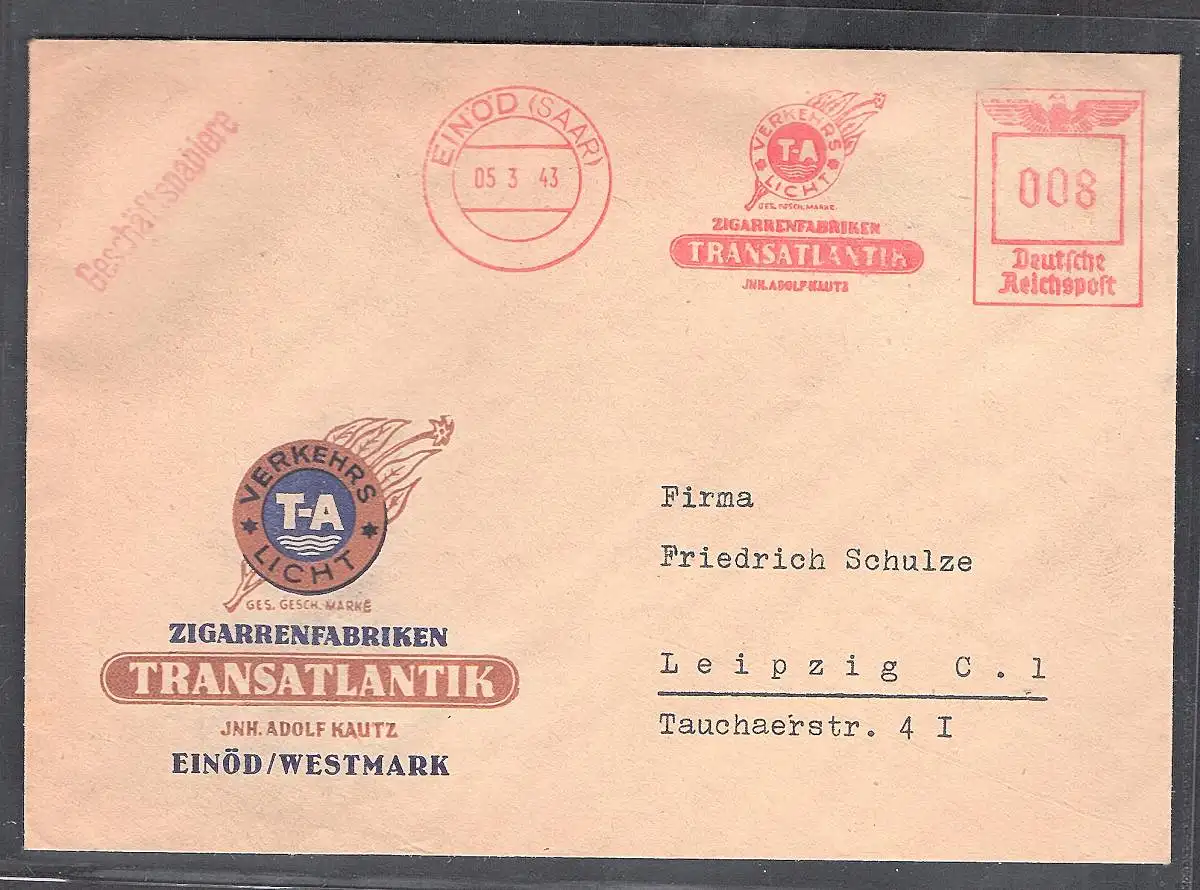 Geschäftspapiere
EINÖD (SAAR)
05 3 43
VERKEHRS
T-A
LICHT
GES. GESCH. MARKE.
ZIGARRENFABRIKEN
TRANSATLANTIK
JNH. ADOLF KAUTZ
008
Deutsche
Reichspost
VERKEHRS
T-A
LICHT
GES. GESCH. MARKE
ZIGARRENFABRIKEN
TRANSATLANTIK
JNH. ADOLF KAUTZ
EINÖD/WESTMARK
Firma
Friedrich Schulze
Leipzig C.1
Tauchaerstr. 4 I